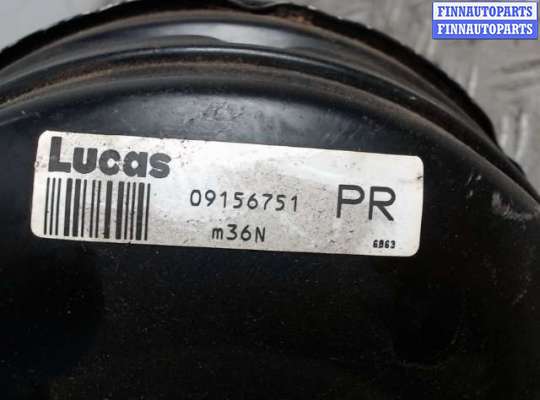 FINNAUTOPARTS
FINNAUTOPARTS
Lucas
09156751 PR
m36N
6B63